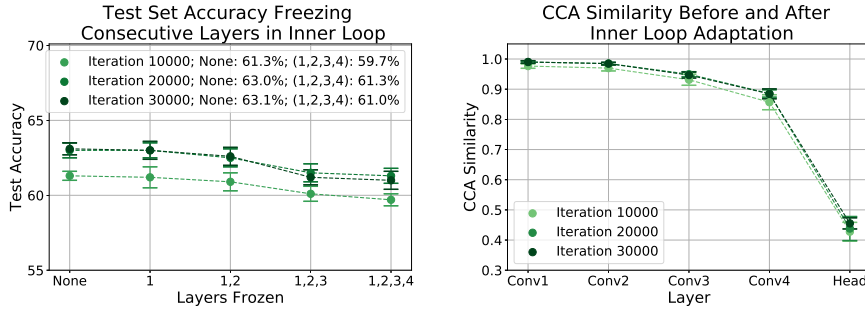 Test Set Accuracy Freezing
Consecutive Layers in Inner Loop
70
65
60
55
Test Accuracy
Iteration 10000; None: 61.3%; (1,2,3,4): 59.7%
Iteration 20000; None: 63.0%; (1,2,3,4): 61.3%
Iteration 30000; None: 63.1%; (1,2,3,4): 61.0%
None 1 1,2 1,2,3 1,2,3,4
Layers Frozen
CCA Similarity Before and After
Inner Loop Adaptation
1.0
0.9
0.8
0.7
0.6
0.5
0.4
0.3
CCA Similarity
Iteration 10000
Iteration 20000
Iteration 30000
Conv1 Conv2 Conv3 Conv4 Head
Layer